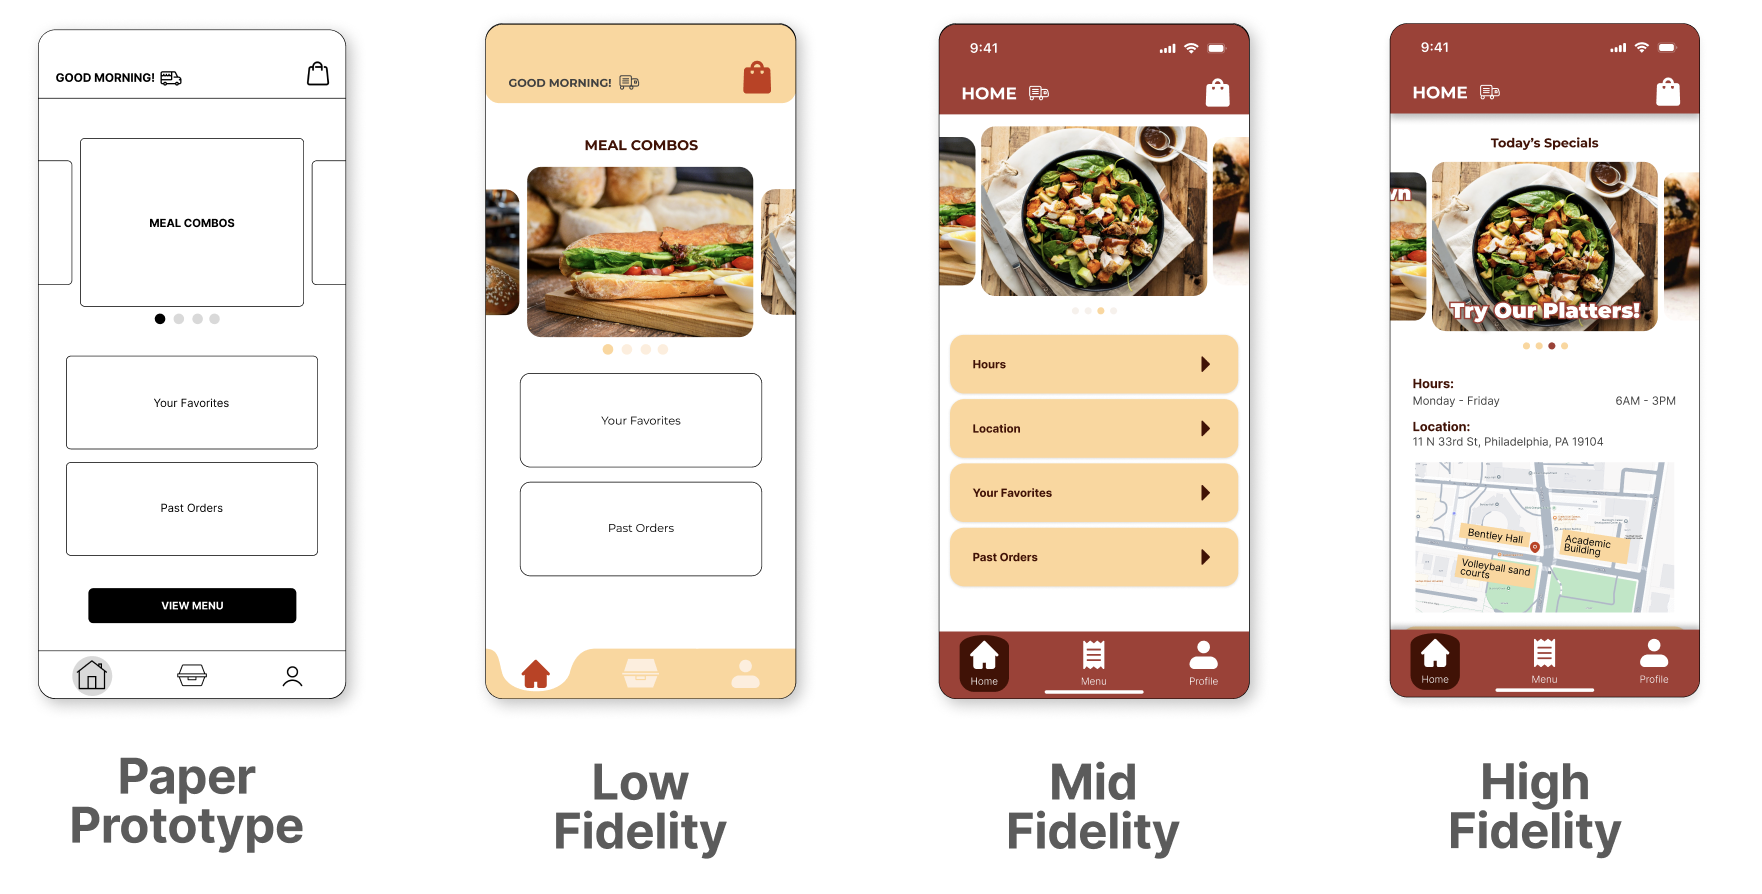 GOOD MORNING!
MEAL COMBOS
Your Favorites
Past Orders
VIEW MENU
Paper
Prototype
GOOD MORNING!
MEAL COMBOS
Your Favorites
Past Orders
Low
Fidelity
9:41
HOME
Hours
Location
Your Favorites
Past Orders
Home Menu Profile
Mid
Fidelity
9:41
HOME
Today's Specials
wn
Try Our Platters!
Hours:
Monday - Friday 6AM - 3PM
Location:
11 N 33rd St, Philadelphia, PA 19104
Bentley Hall
Academic
Building
Volleyball sand
courts
Home Menu Profile
High
Fidelity